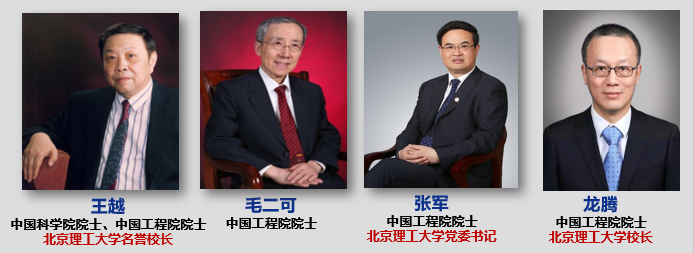 王越
中国科学院院士、中国工程院院士
北京理工大学名誉校长
毛二可
中国工程院院士
张军
中国工程院院士
北京理工大学党委书记
龙腾
中国工程院院士
北京理工大学校长